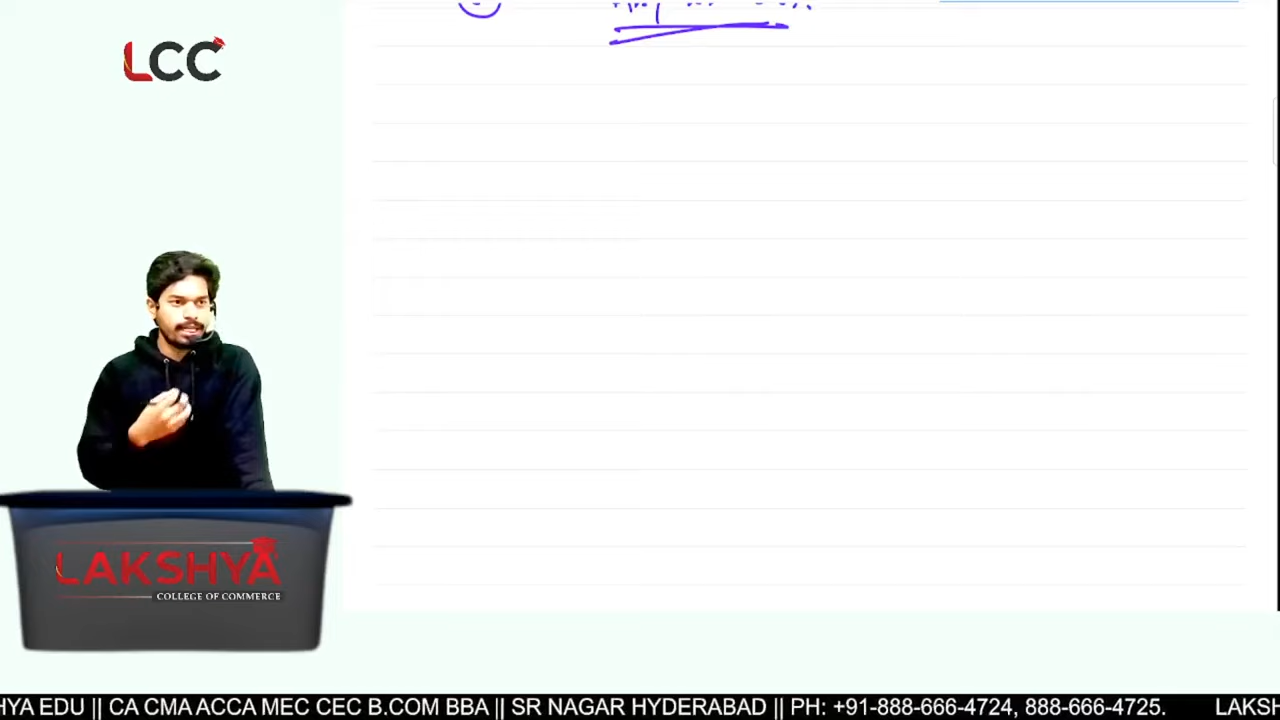 LCC
LAKSHYA
COLLEGE OF COMMERCE
HYA EDU || CA CMA ACCA MEC CEC B.COM BBA || SR NAGAR HYDERABAD || PH: +91-888-666-4724, 888-666-4725. LAKSH